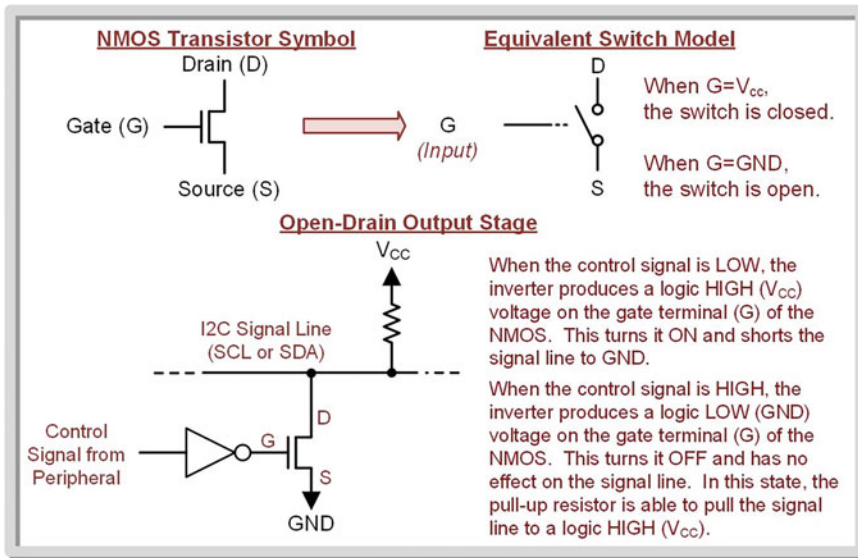 NMOS Transistor Symbol
Drain (D)
Gate (G)
Source (S)
Equivalent Switch Model
D
G
(Input)
S
When G=Vcc,
the switch is closed.
When G=GND,
the switch is open.
Open-Drain Output Stage
VCC
I2C Signal Line
(SCL or SDA)
D
G
S
Control
Signal from
Peripheral
GND
When the control signal is LOW, the
inverter produces a logic HIGH (VCC)
voltage on the gate terminal (G) of the
NMOS. This turns it ON and shorts the
signal line to GND.
When the control signal is HIGH, the
inverter produces a logic LOW (GND)
voltage on the gate terminal (G) of the
NMOS. This turns it OFF and has no
effect on the signal line. In this state, the
pull-up resistor is able to pull the signal
line to a logic HIGH (VCC).